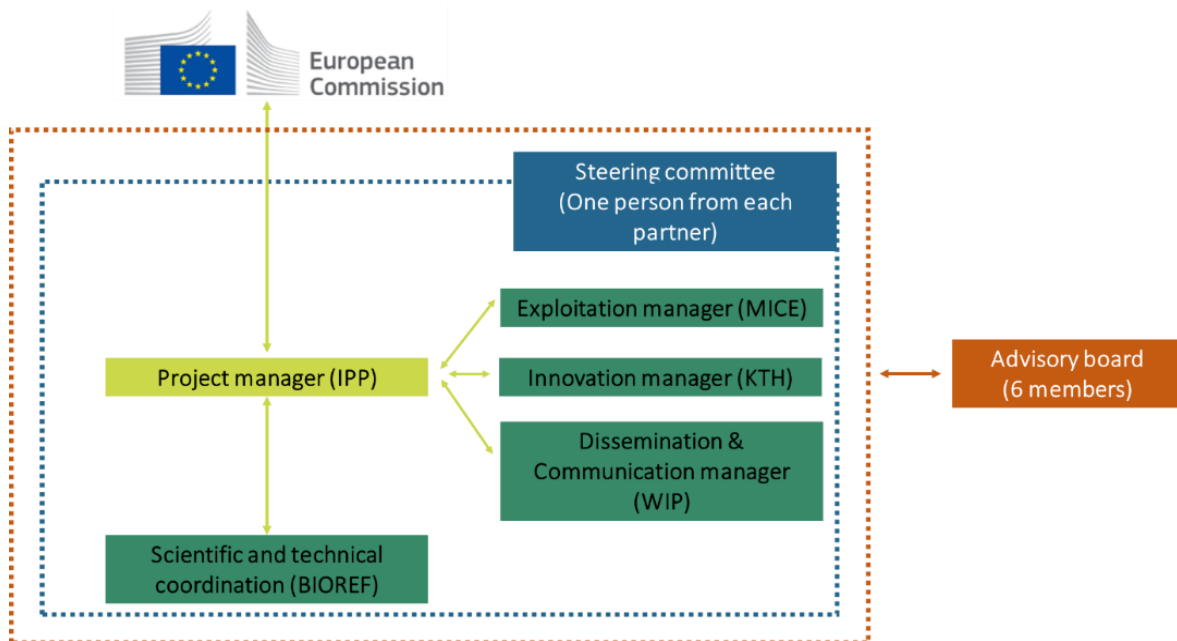 European
Commission
Steering committee
(One person from each
partner)
Exploitation manager (MICE)
Project manager (IPP)
Innovation manager (KTH)
Advisory board
(6 members)
Dissemination &
Communication manager
(WIP)
Scientific and technical
coordination (BIOREF)